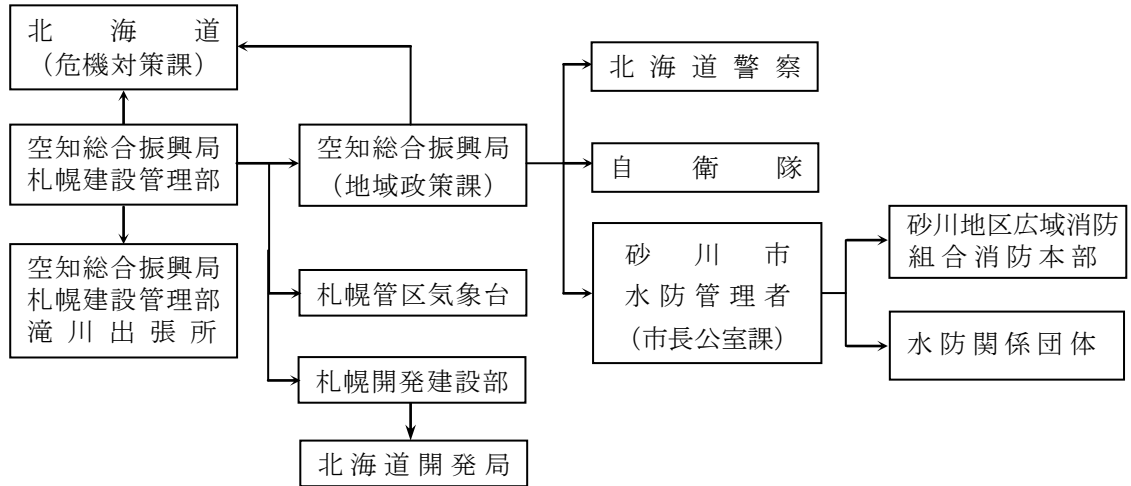 北海道
（危機対策課）
空知総合振興局
札幌建設管理部
空知総合振興局
札幌建設管理部
滝川出張所
空知総合振興局
（地域政策課）
札幌管区気象台
札幌開発建設部
北海道開発局
北海道警察
自衛隊
砂川市
水防管理者
（市長公室課）
砂川地区広域消防
組合消防本部
水防関係団体